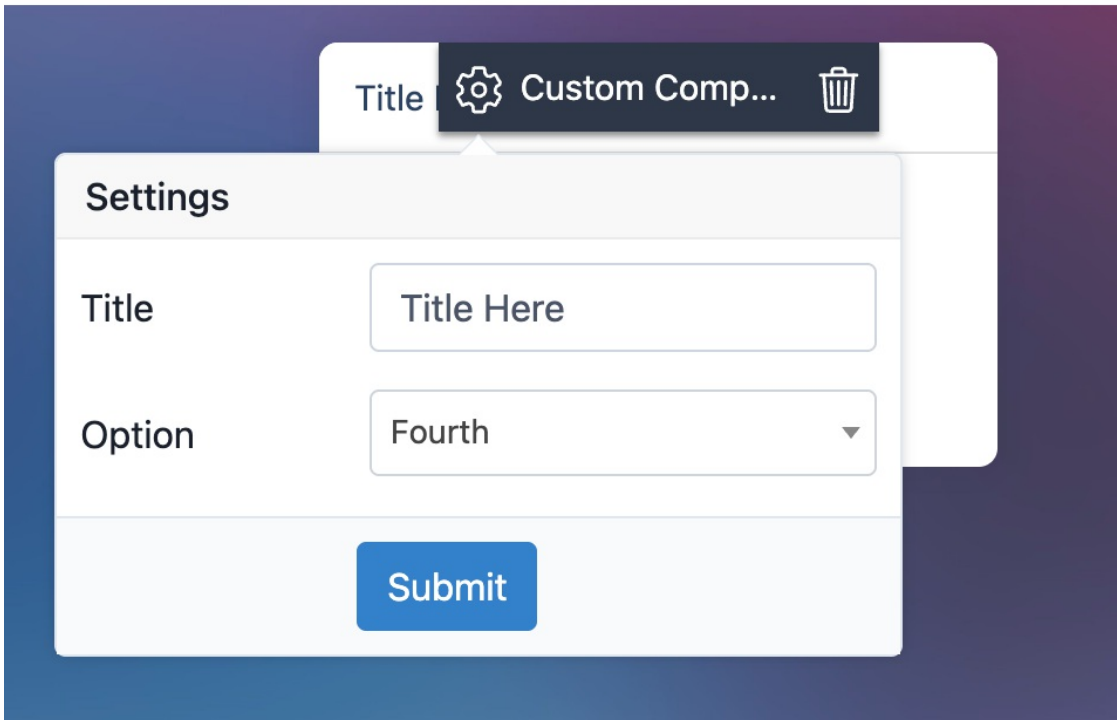 Title
Custom Comp...
Settings
Title
Title Here
Option
Fourth
Submit